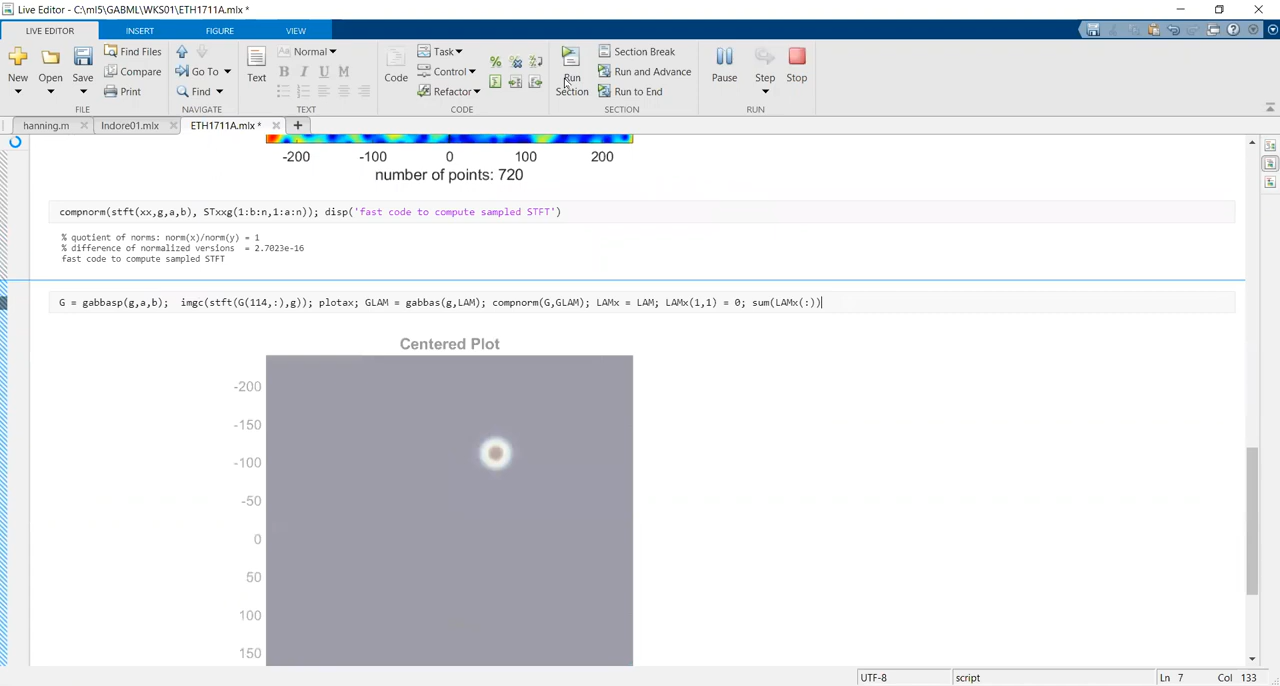 Live Editor - C:\ml5\GABML\WKS01\ETH1711A.mlx *
LIVE EDITOR INSERT FIGURE VIEW
New Open Save
Find Files
Compare
Print
FILE
Go To
Find
NAVIGATE
Text
Normal
B I U M
TEXT
Code
Task
Control
Refactor
CODE
Run Section
Section Break
Run and Advance
Run to End
SECTION
Pause Step Stop
RUN
hanning.m Indore01.mlx ETH1711A.mlx *
-200 -100 0 100 200
number of points: 720
compnorm(stft(xx,g,a,b), STxxg(1:b:n,1:a:n)); disp('fast code to compute sampled STFT')
% quotient of norms: norm(x)/norm(y) = 1
% difference of normalized versions = 2.7023e-16
fast code to compute sampled STFT
G = gabbasp(g,a,b); imgc(stft(G(114,:),g)); plotax; GLAM = gabbas(g,LAM); compnorm(G,GLAM); LAMx = LAM; LAMx(1,1) = 0; sum(LAMx(:))
Centered Plot
-200
-150
-100
-50
0
50
100
150
UTF-8 script Ln 7 Col 133